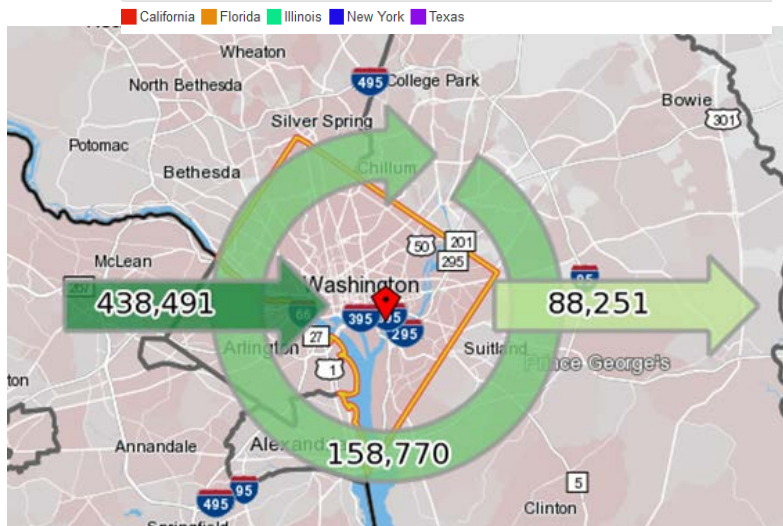 California Florida Illinois New York Texas
Wheaton
495
College Park
North Bethesda
Bowie
301
Silver Spring
Potomac
Chillum
Bethesda
50
201
295
McLean
Washington
438,491
88,251
66
395
295
27
Arlington
Suitland
Prince George's
1
Annandale
158,770
95
495
5
Clinton
Springfield